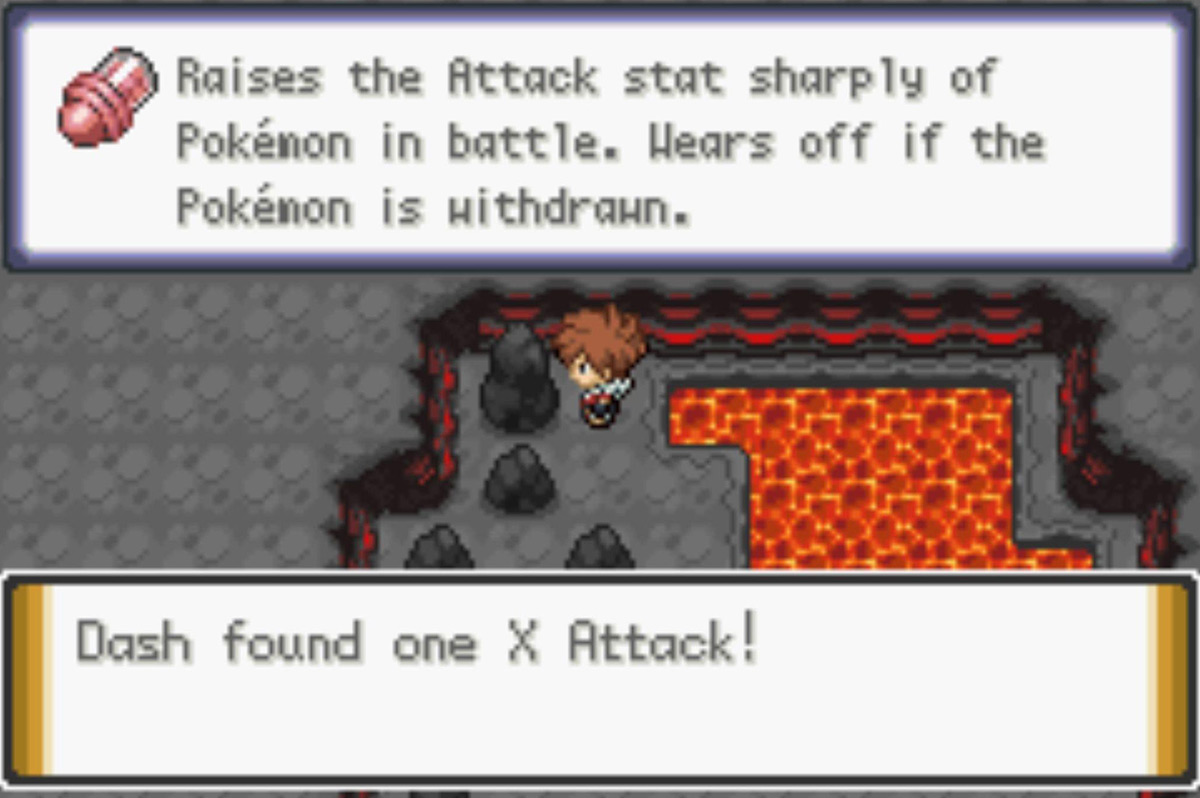 Raises the Attack stat sharply of
Pokémon in battle. Wears off if the
Pokémon is withdrawn.
Dash found one X Attack!